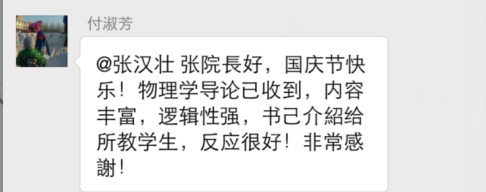 付淑芳
@张汉壮 张院長好，国庆节快
乐！物理学导论已收到，内容
丰富，逻辑性强，书己介紹给
所教学生，反应很好！非常感
謝！